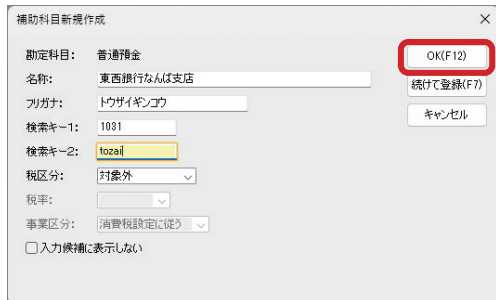 補助科目新規作成
勘定科目: 普通預金
OK(F12)
名称: 東西銀行なんば支店
続けて登録(F7)
フリガナ: トウザイギンコウ
キャンセル
検索キー1: 1031
検索キー2: tozai
税区分: 対象外
税率:
事業区分: 消費税設定に従う
入力候補に表示しない